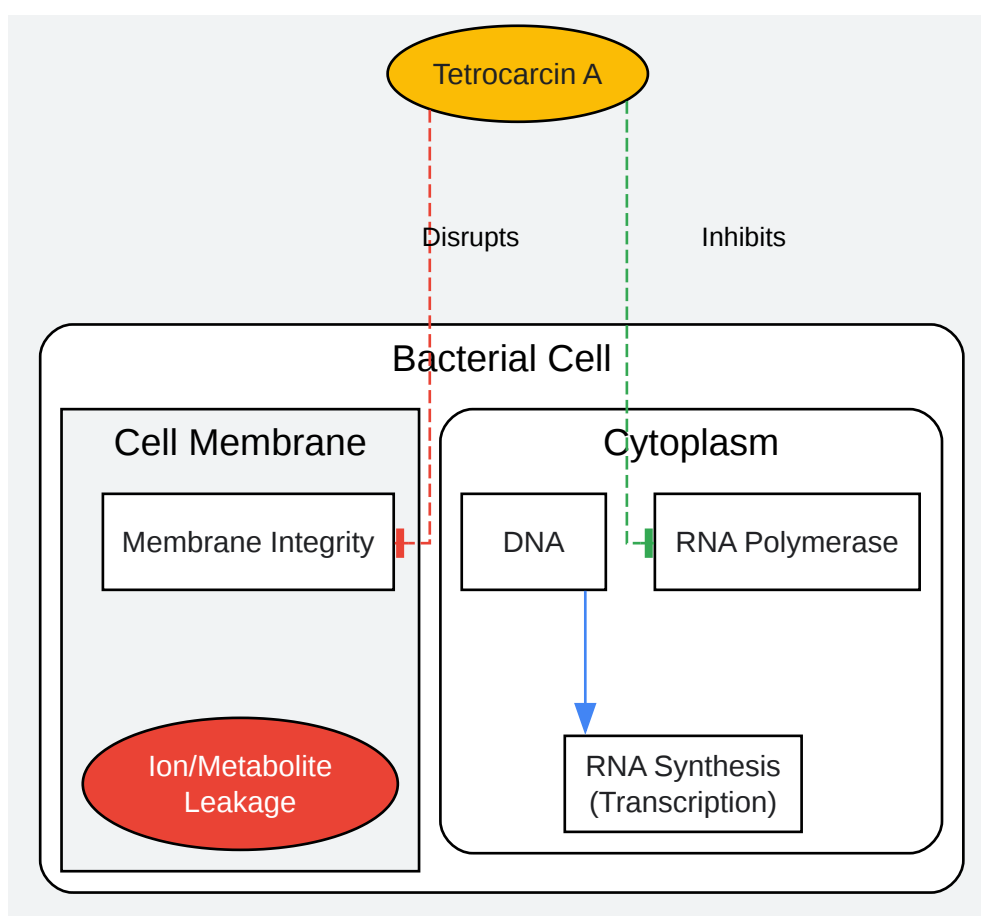 Tetrocarcin A
Disrupts
Inhibits
Bacterial Cell
Cell Membrane
Cytoplasm
Membrane Integrity
DNA
RNA Polymerase
Ion/Metabolite
Leakage
RNA Synthesis
(Transcription)